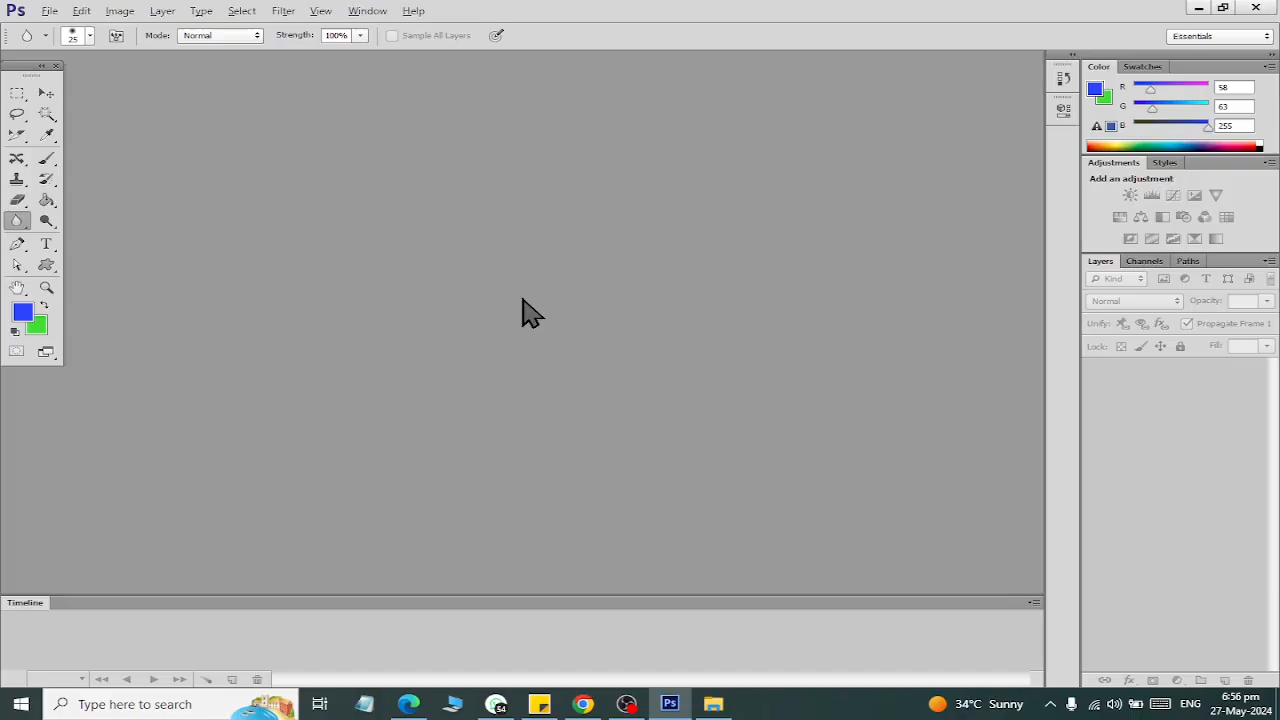 Ps File Edit Image Layer Type Select Filter View Window Help
25 Mode: Normal Strength: 100% Sample All Layers Essentials
Color Swatches
R 58
G 63
B 255
Adjustments Styles
Add an adjustment
Layers Channels Paths
Kind
Normal Opacity:
Unify: Propagate Frame 1
Lock: Fill:
T
Timeline
Type here to search
Ps
34°C Sunny
ENG
6:56 pm
27-May-2024